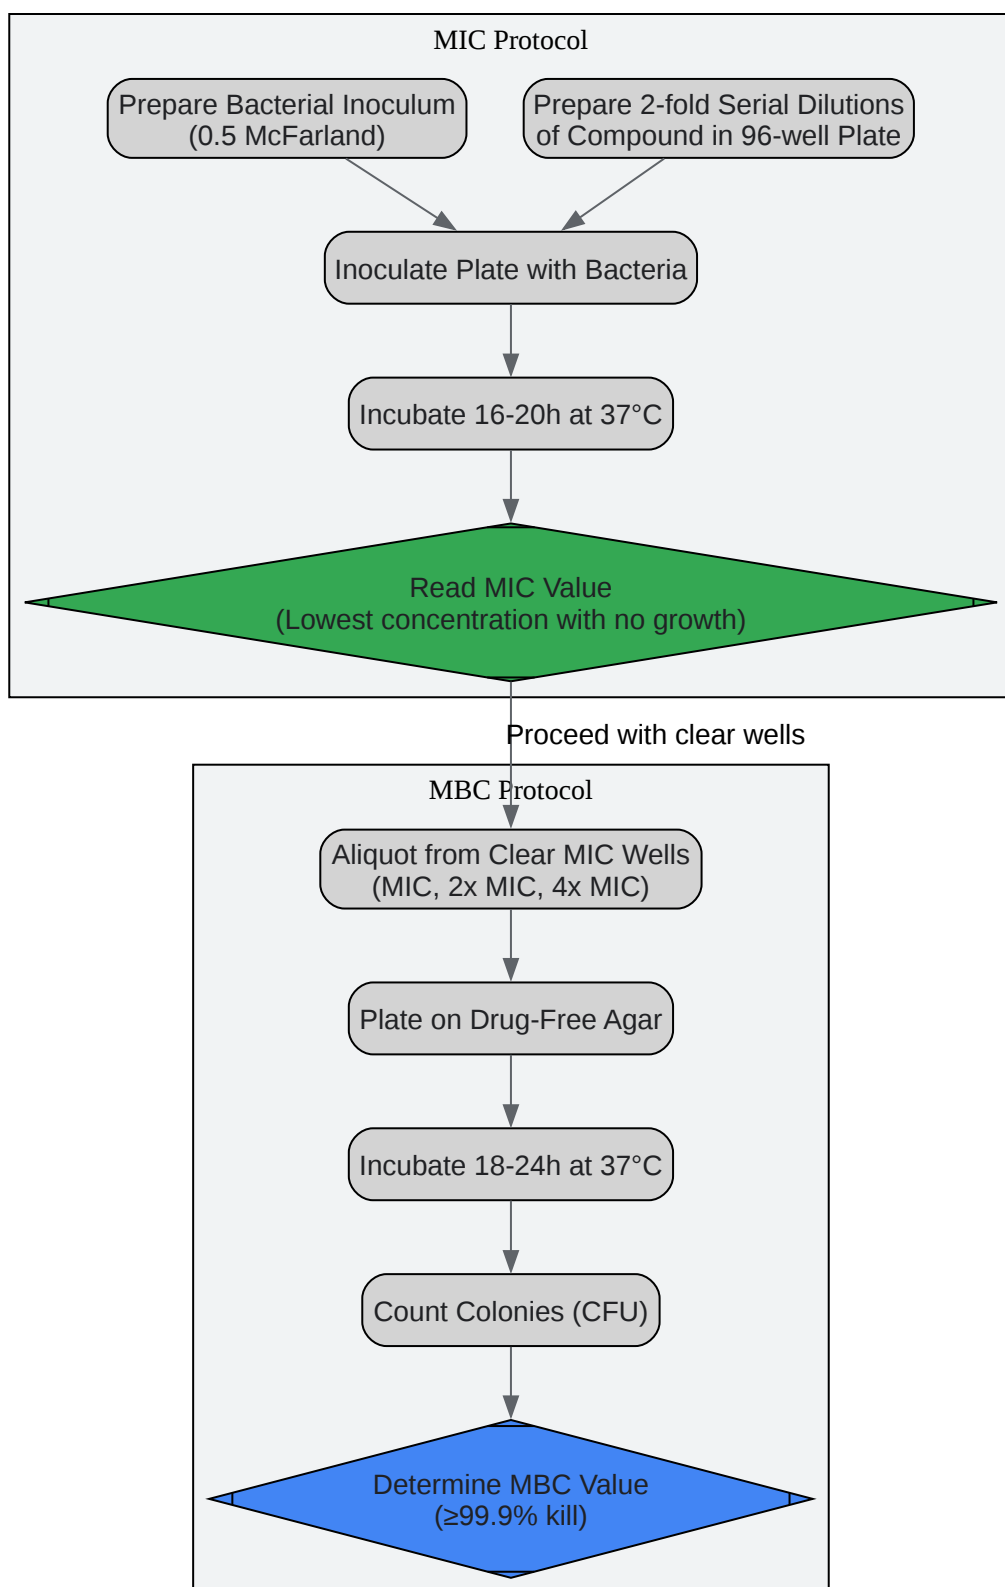 MIC Protocol
Prepare Bacterial Inoculum
(0.5 McFarland)
Prepare 2-fold Serial Dilutions
of Compound in 96-well Plate
Inoculate Plate with Bacteria
Incubate 16-20h at 37°C
Read MIC Value
(Lowest concentration with no growth)
Proceed with clear wells
MBC Protocol
Aliquot from Clear MIC Wells
(MIC, 2x MIC, 4x MIC)
Plate on Drug-Free Agar
Incubate 18-24h at 37°C
Count Colonies (CFU)
Determine MBC Value
(≥99.9% kill)